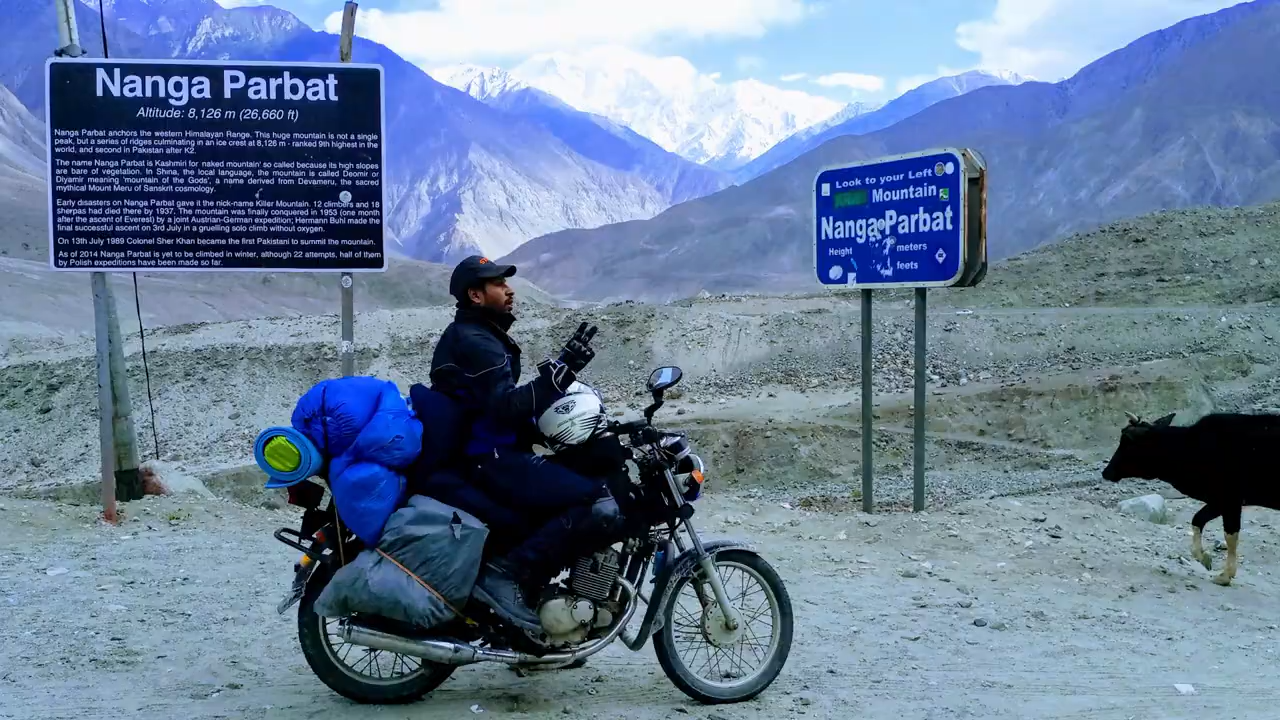 Nanga Parbat
Altitude: 8,126 m (26,660 ft)
Nanga Parbat anchors the western Himalayan Range. This huge mountain is not a single
peak, but a series of ridges culminating in an ice crest at 8,126 m - ranked 9th highest in the
world, and second in Pakistan after K2.
The name Nanga Parbat is Kashmiri for 'naked mountain' so called because its high slopes
are bare of vegetation. In Shina, the local language, the mountain is called Deomir or
Diyamir meaning 'mountain of the Gods', a name derived from Devameru, the sacred
mythical Mount Meru of Sanskrit cosmology.
Early disasters on Nanga Parbat gave it the nick-name Killer Mountain. 12 climbers and 18
sherpas had died there by 1937. The mountain was finally conquered in 1953 (one month
after the ascent of Everest) by a joint Austrian-German expedition; Hermann Buhl made the
final successful ascent on 3rd July in a gruelling solo climb without oxygen.
On 13th July 1989 Colonel Sher Khan became the first Pakistani to summit the mountain.
As of 2014 Nanga Parbat is yet to be climbed in winter, although 22 attempts, half of them
by Polish expeditions have been made so far.
Look to your Left
Mountain
Nanga Parbat
Height meters
feets